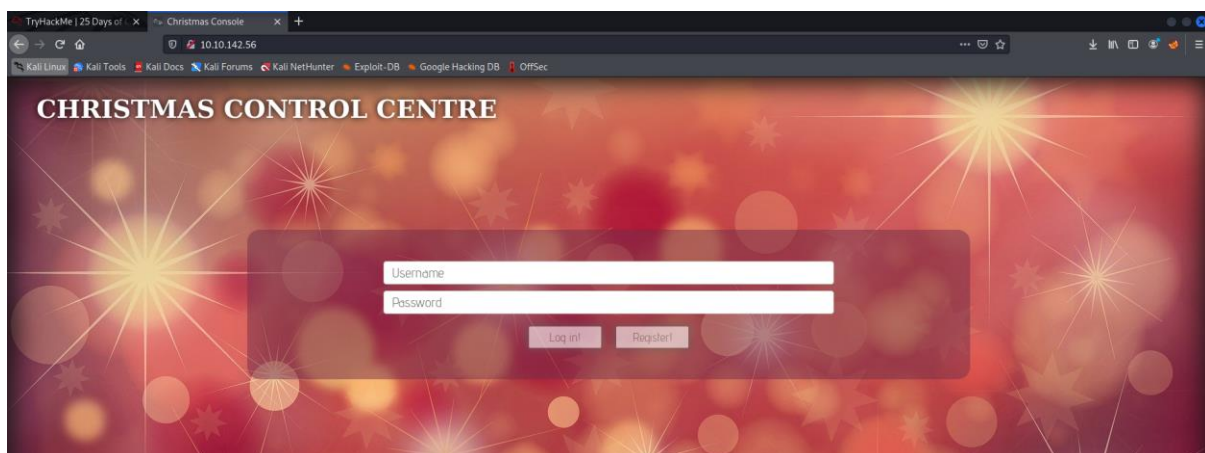 TryHackMe | 25 Days of
Christmas Console
10.10.142.56
Kali Linux Kali Tools Kali Docs Kali Forums Kali NetHunter Exploit-DB Google Hacking DB OffSec
CHRISTMAS CONTROL CENTRE
Username
Password
Log in! Register!